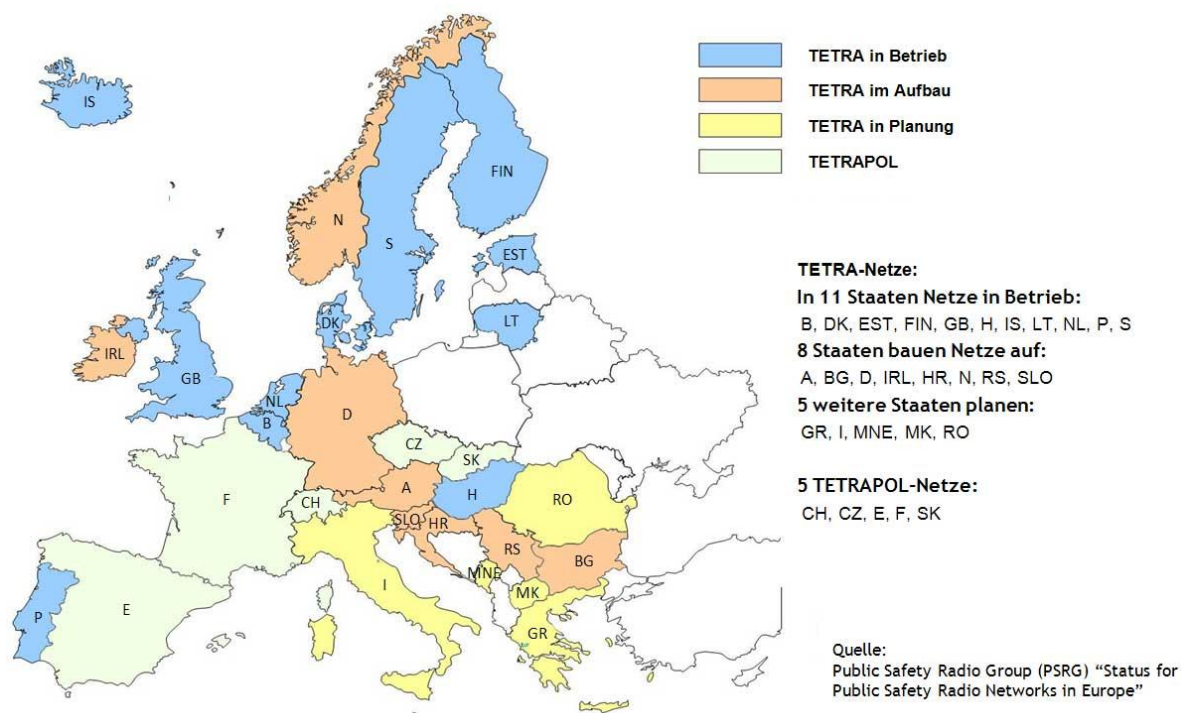 TETRA in Betrieb
TETRA im Aufbau
TETRA in Planung
TETRAPOL
IS
FIN
N
S
EST
DK
LT
IRL
GB
NL
B
D
CZ
SK
F
CH
A
H
RO
SLO
HR
RS
BG
MNE
MK
I
P
E
GR
TETRA-Netze:
In 11 Staaten Netze in Betrieb:
B, DK, EST, FIN, GB, H, IS, LT, NL, P, S
8 Staaten bauen Netze auf:
A, BG, D, IRL, HR, N, RS, SLO
5 weitere Staaten planen:
GR, I, MNE, MK, RO
5 TETRAPOL-Netze:
CH, CZ, E, F, SK
Quelle:
Public Safety Radio Group (PSRG) “Status for
Public Safety Radio Networks in Europe”